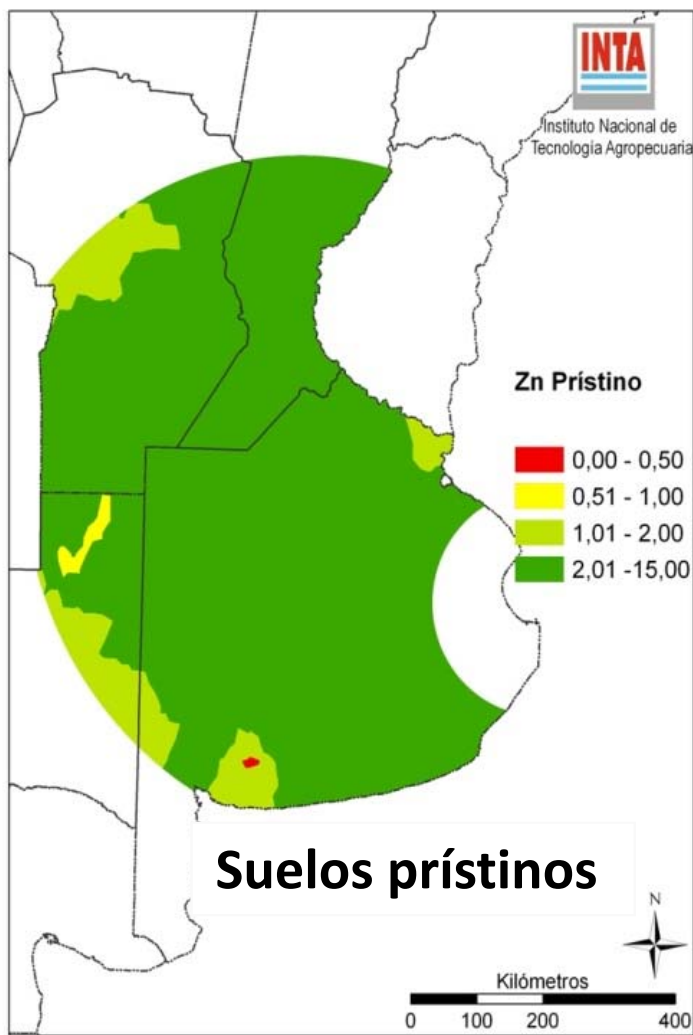 INTA
Instituto Nacional de
Tecnología Agropecuaria
Zn Prístino
0,00 - 0,50
0,51 - 1,00
1,01 - 2,00
2,01 -15,00
Suelos prístinos
N
Kilómetros
0 100 200 400